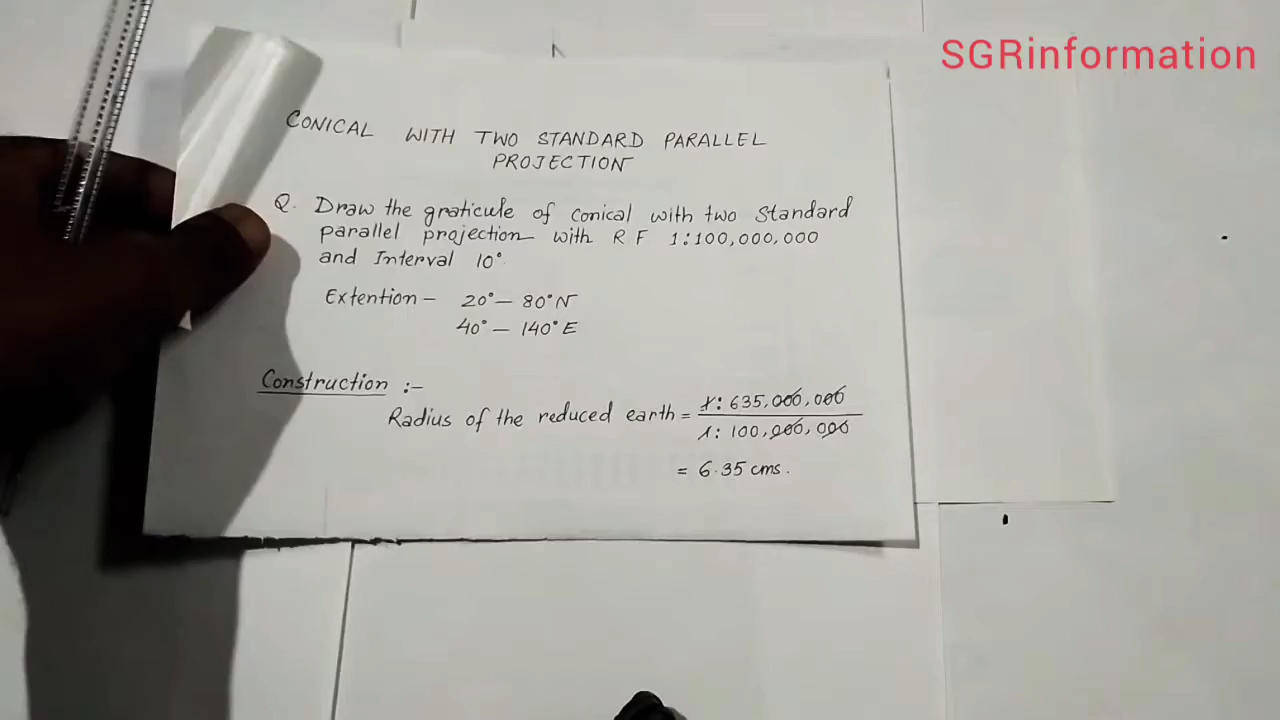 SGRinformation
CONICAL WITH TWO STANDARD PARALLEL
PROJECTION
Q. Draw the graticule of conical with two Standard
parallel projection with R F 1:100,000,000
and Interval 10°.
Extention – 20° – 80° N
40° – 140° E
Construction :-
Radius of the reduced earth = 1: 635,000,000
1: 100,000,000
= 6.35 cms.